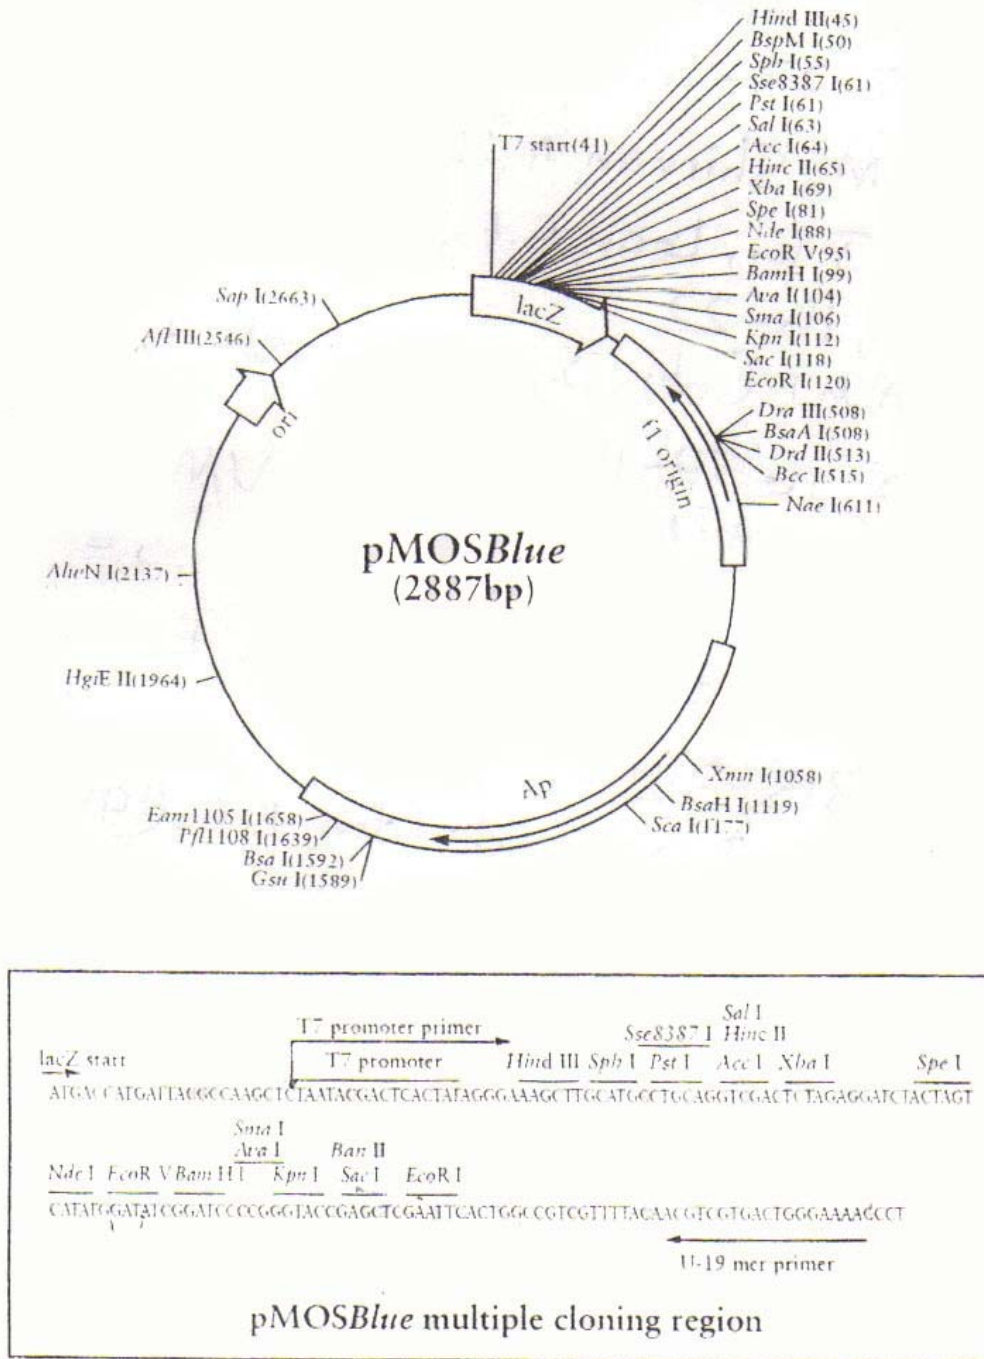 Hind III(45)
BspM I(50)
Sph I(55)
Sse8387 I(61)
Pst I(61)
Sal I(63)
Acc I(64)
Hinc II(65)
Xba I(69)
Spe I(81)
Nde I(88)
EcoR V(95)
BamH I(99)
Ava I(104)
Sma I(106)
Kpn I(112)
Sac I(118)
EcoR I(120)
T7 start(41)
lacZ
Sap I(2663)
Afl III(2546)
ori
f1 origin
Dra III(508)
BsaA I(508)
Drd II(513)
Bcc I(515)
Nae I(611)
pMOSBlue
(2887bp)
AlwN I(2137)
HgiE II(1964)
Ap
Xmn I(1058)
BsaH I(1119)
Sca I(1177)
Eam1105 I(1658)
Pfl1108 I(1639)
Bsa I(1592)
Gsu I(1589)
T7 promoter primer
Sal I
Sse8387 I Hinc II
lacZ start T7 promoter Hind III Sph I Pst I Acc I Xba I Spe I
ATGACCATGATTACGCCAAGCTCTAATACGACTCACTATAGGGAAAGCTTGCATGCCTGCAGGTCGACTCTAGAGGATCTACTAGT
Sma I
Ava I Ban II
Nde I EcoR V Bam H I Kpn I Sac I EcoR I
CATATGGATATCGGATCCCCGGGTACCGAGCTCGAATTCACTGGCCGTCGTTTTACAACGTCGTGACTGGGAAAACCCT
U-19 mer primer
pMOSBlue multiple cloning region